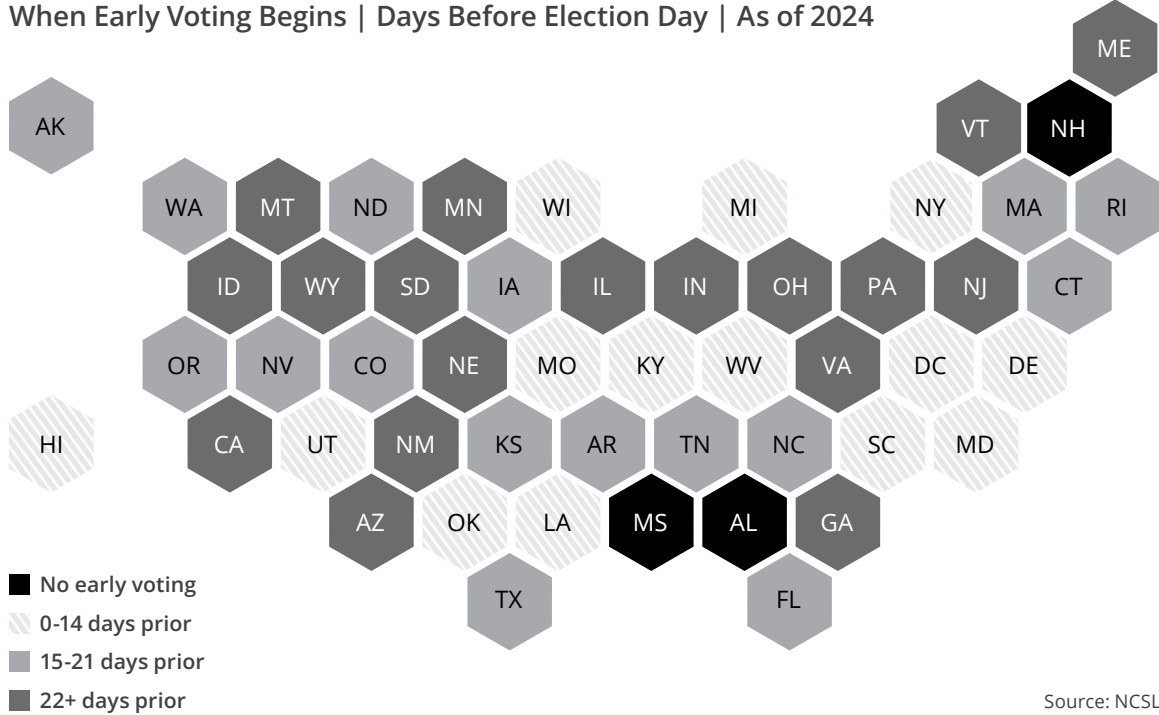 When Early Voting Begins | Days Before Election Day | As of 2024
ME
AK
VT NH
WA MT ND MN WI MI NY MA RI
ID WY SD IA IL IN OH PA NJ CT
OR NV CO NE MO KY WV VA DC DE
HI CA UT NM KS AR TN NC SC MD
AZ OK LA MS AL GA
TX FL
No early voting
0-14 days prior
15-21 days prior
22+ days prior
Source: NCSL